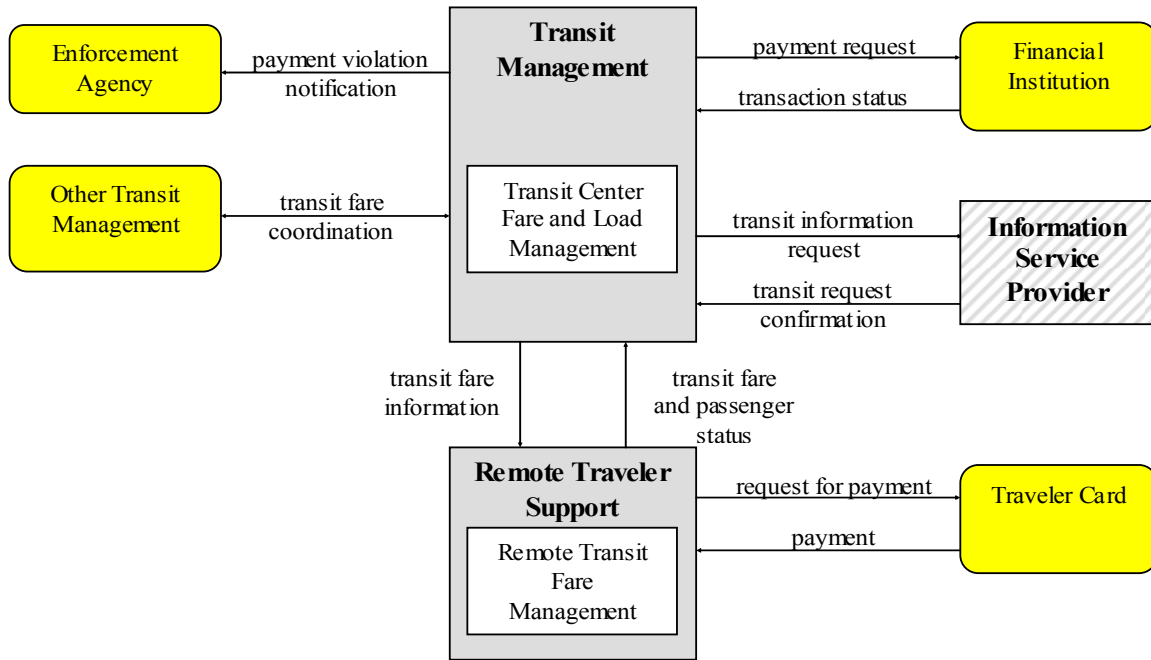 Transit
Management
Enforcement
Agency
payment violation
notification
payment request
transaction status
Financial
Institution
Other Transit
Management
transit fare
coordination
Transit Center
Fare and Load
Management
transit information
request
transit request
confirmation
Information
Service
Provider
transit fare
information
transit fare
and passenger
status
Remote Traveler
Support
Remote Transit
Fare
Management
request for payment
payment
Traveler Card